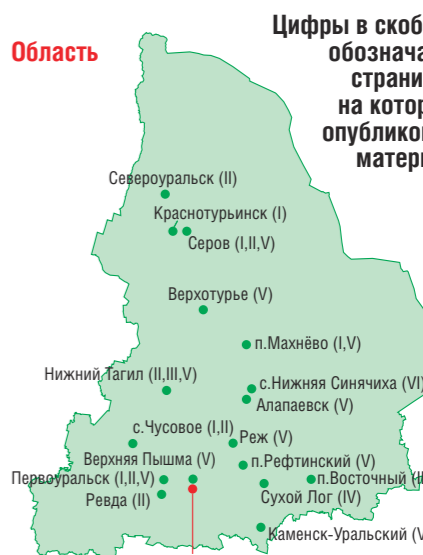 Область
Цифры в скоб
обознача
страни
на котор
опубликов
матери
Североуральск (II)
Краснотурьинск (I)
Серов (I,II,V)
Верхотурье (V)
п.Махнёво (I,V)
Нижний Тагил (II,III,V)
с.Нижняя Синячиха (VI)
Алапаевск (V)
с.Чусовое (I,II)
Реж (V)
Верхняя Пышма (V)
п.Рефтинский (V)
Первоуральск (I,II,V)
п.Восточный (II
Сухой Лог (IV)
Ревда (II)
Каменск-Уральский (V